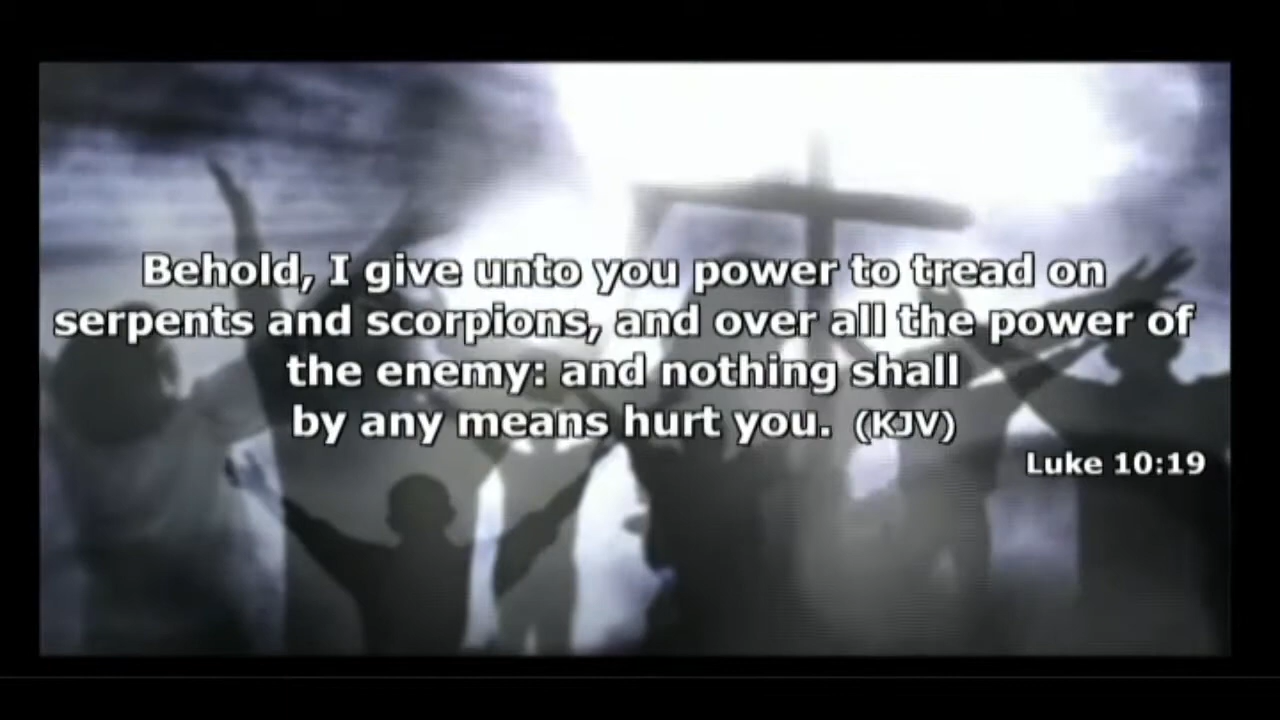 Behold, I give unto you power to tread on
serpents and scorpions, and over all the power of
the enemy: and nothing shall
by any means hurt you. (KJV)
Luke 10:19